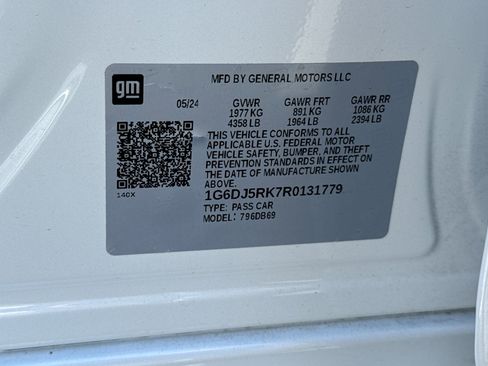 gm
MFD BY GENERAL MOTORS LLC
05/24 GVWR GAWR FRT GAWR RR
1977 KG 891 KG 1086 KG
4358 LB 1964 LB 2394 LB
THIS VEHICLE CONFORMS TO ALL
APPLICABLE U.S. FEDERAL MOTOR
VEHICLE SAFETY, BUMPER, AND THEFT
PREVENTION STANDARDS IN EFFECT ON
THE DATE OF MANUFACTURE SHOWN
ABOVE.
140X
1G6DJ5RK7R0131779
TYPE: PASS CAR
MODEL: 796DB69